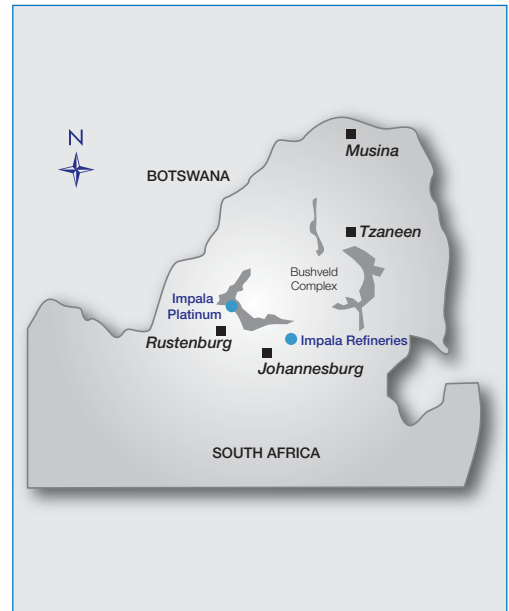 N
Musina
BOTSWANA
Tzaneen
Bushveld
Complex
Impala
Platinum
Rustenburg
Impala Refineries
Johannesburg
SOUTH AFRICA